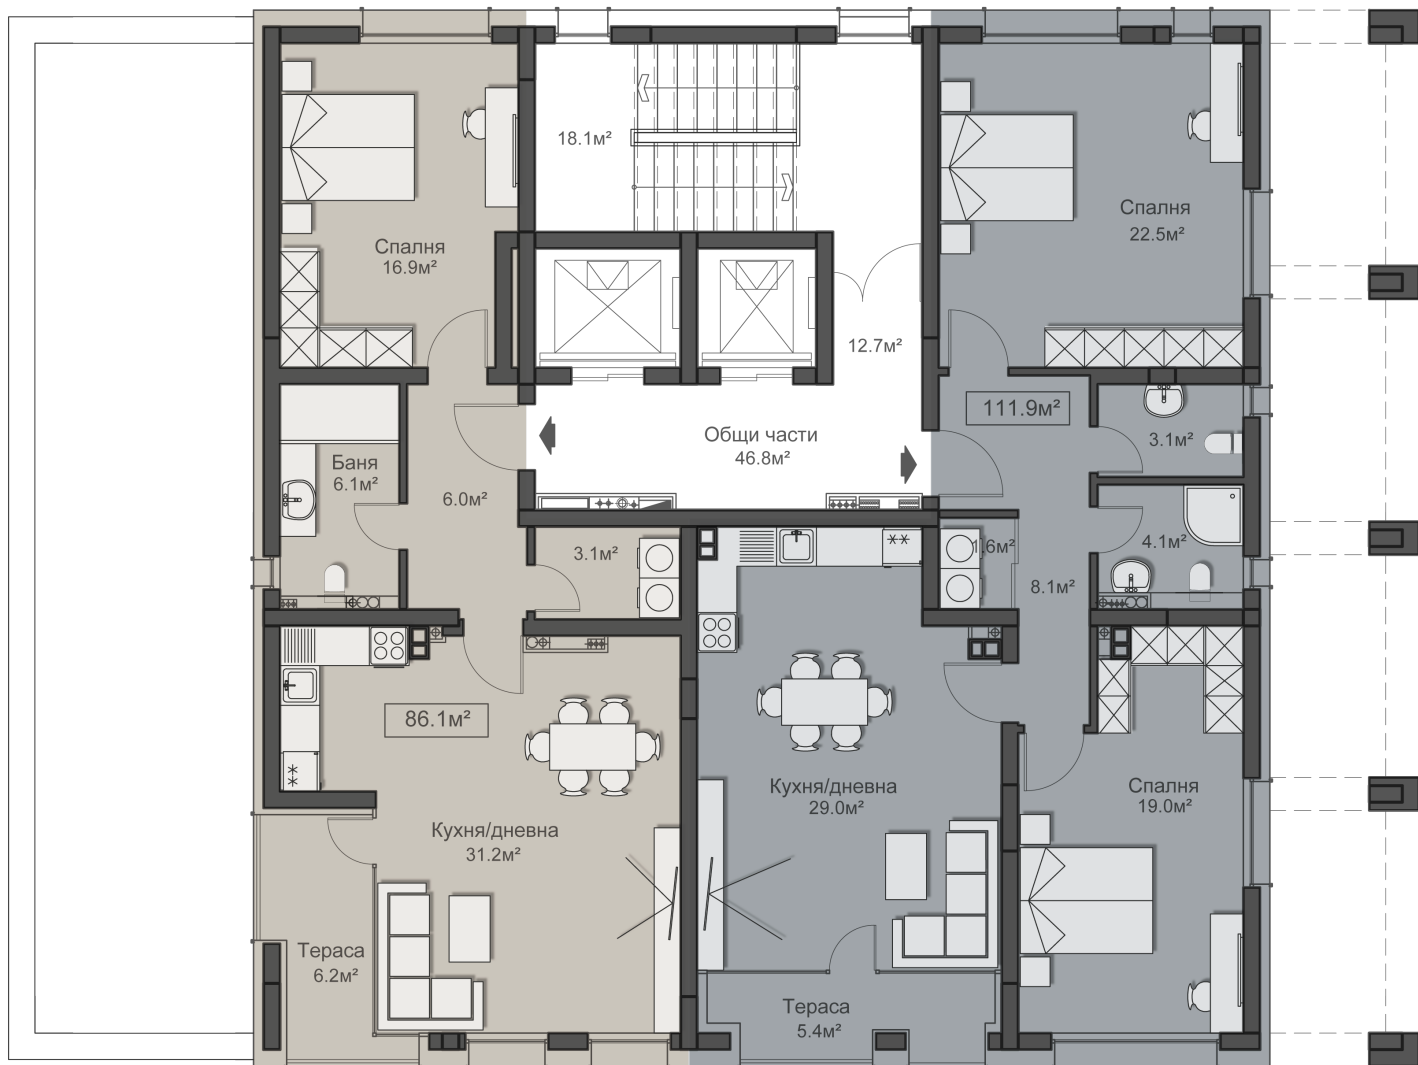 18.1м²
Спалня
22.5м²
Спалня
16.9м²
12.7м²
111.9м²
Общи части
46.8м²
3.1м²
Баня
6.1м²
6.0м²
3.1м²
1.6м²
4.1м²
8.1м²
86.1м²
Кухня/дневна
29.0м²
Спалня
19.0м²
Кухня/дневна
31.2м²
Тераса
6.2м²
Тераса
5.4м²